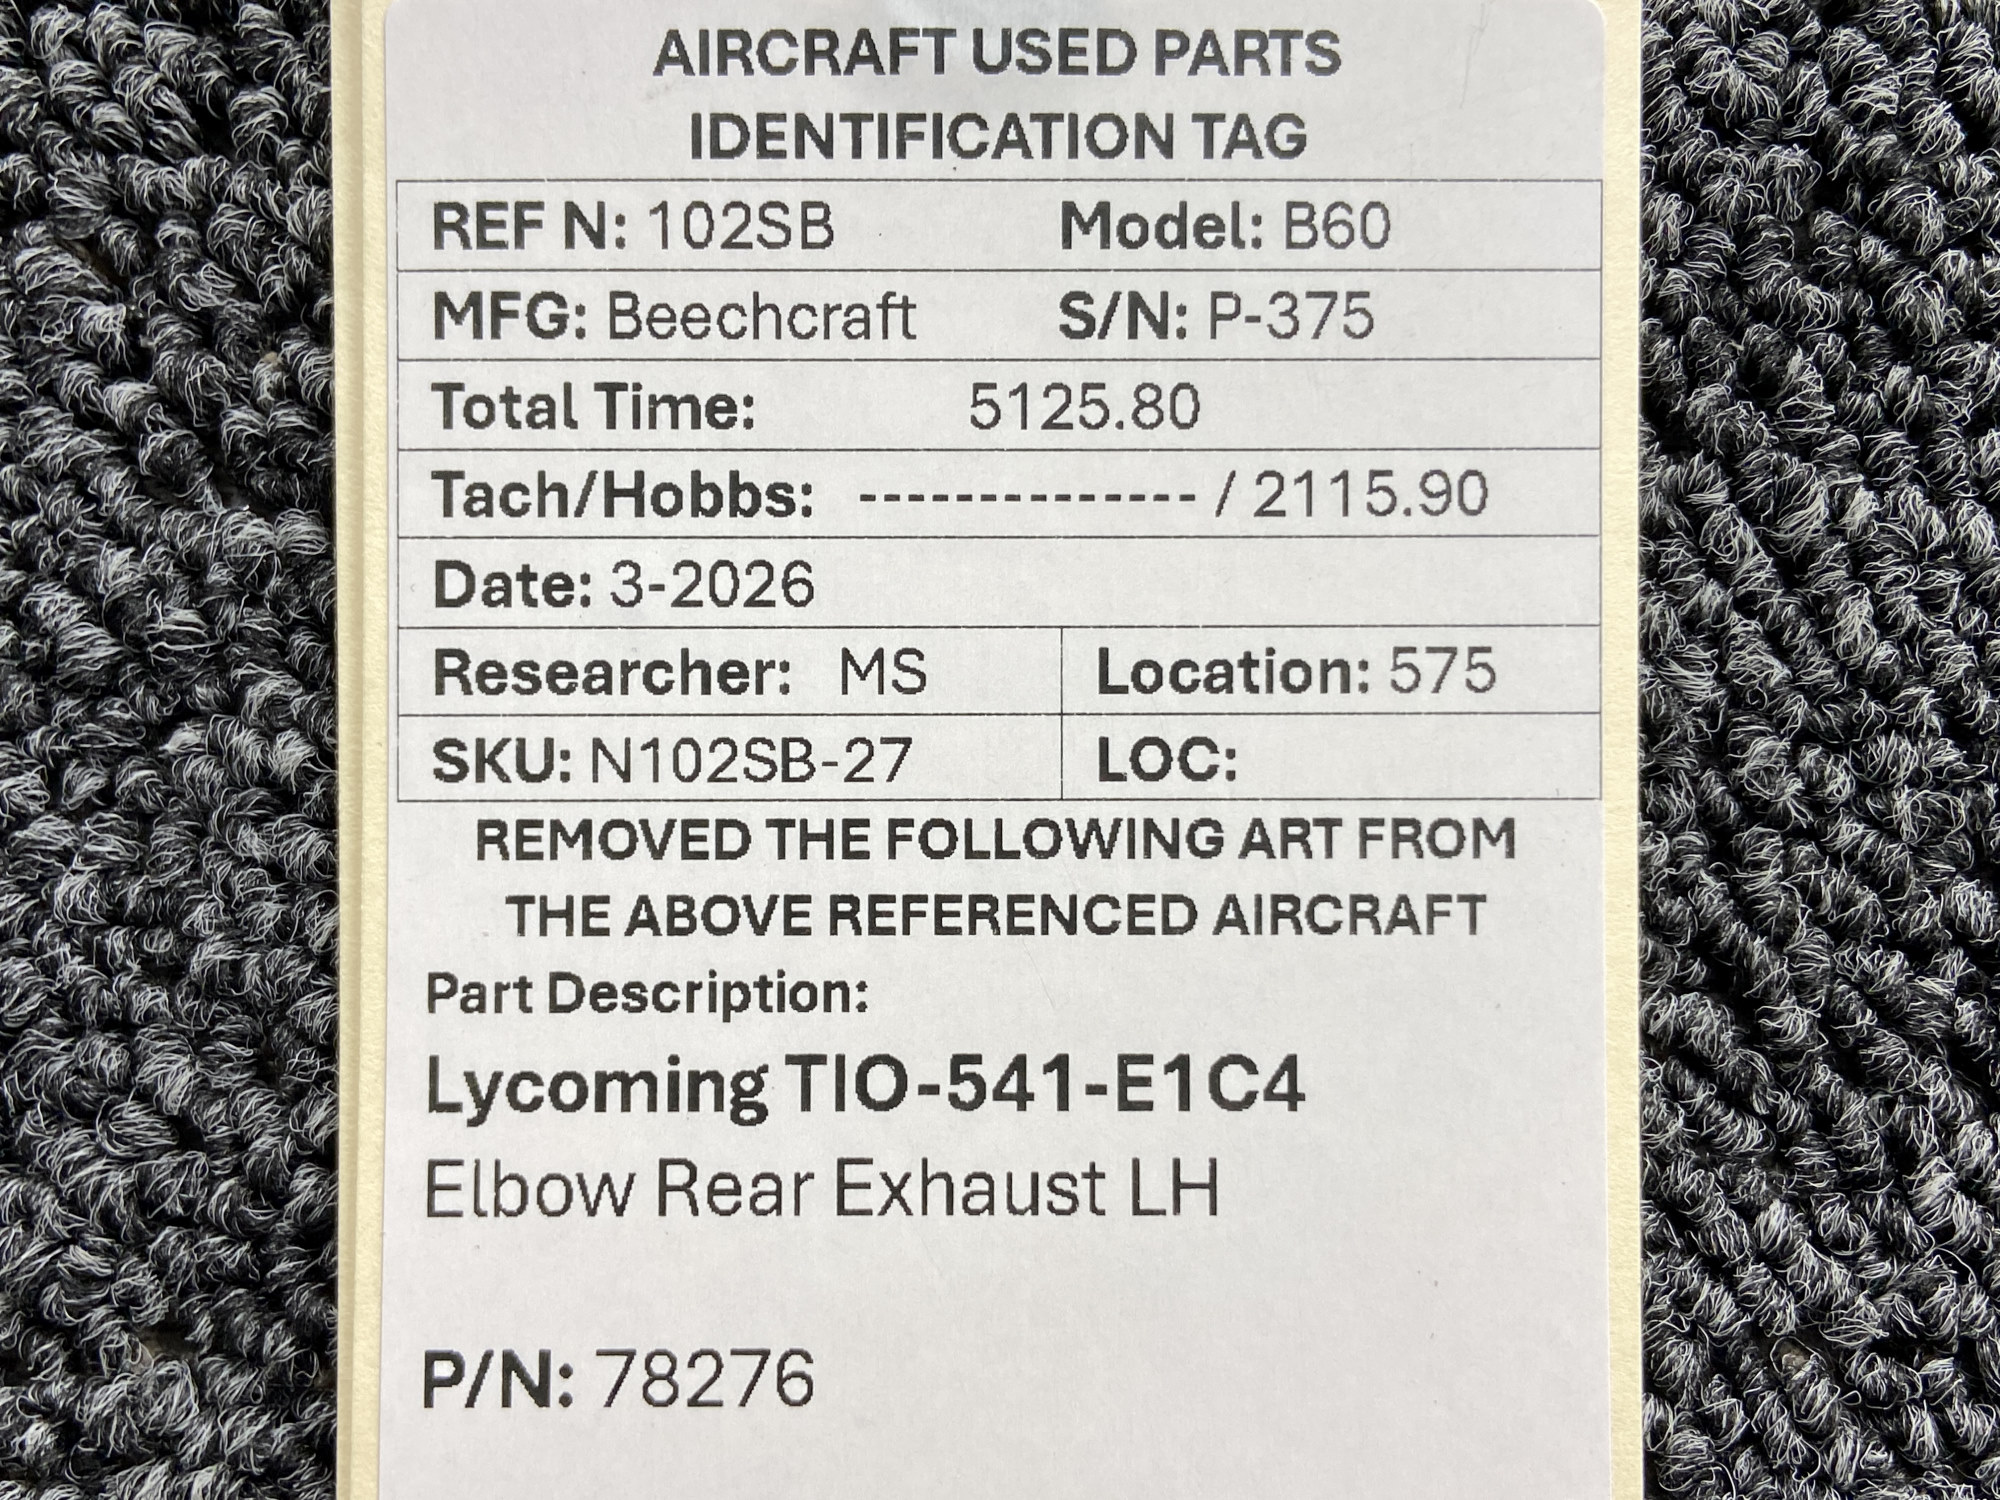 AIRCRAFT USED PARTS
IDENTIFICATION TAG
REF N: 102SB Model: B60
MFG: Beechcraft S/N: P-375
Total Time: 5125.80
Tach/Hobbs: -------------- / 2115.90
Date: 3-2026
Researcher: MS Location: 575
SKU: N102SB-27 LOC:
REMOVED THE FOLLOWING ART FROM
THE ABOVE REFERENCED AIRCRAFT
Part Description:
Lycoming TIO-541-E1C4
Elbow Rear Exhaust LH
P/N: 78276